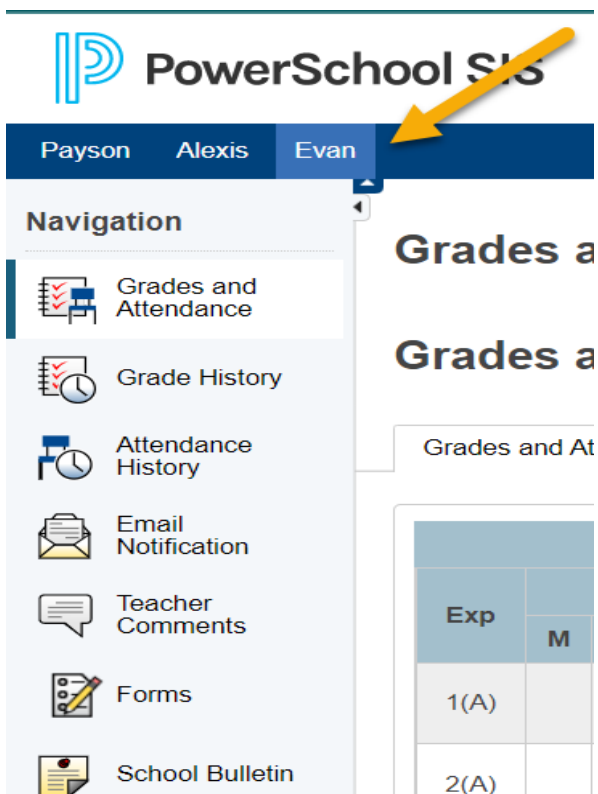 PowerSchool SIS
Payson Alexis Evan
Navigation
Grades a
Grades and
Attendance
Grades a
Grade History
Grades and At
Attendance
History
Email
Notification
Teacher
Comments
Exp
M
Forms
1(A)
School Bulletin
2(A)